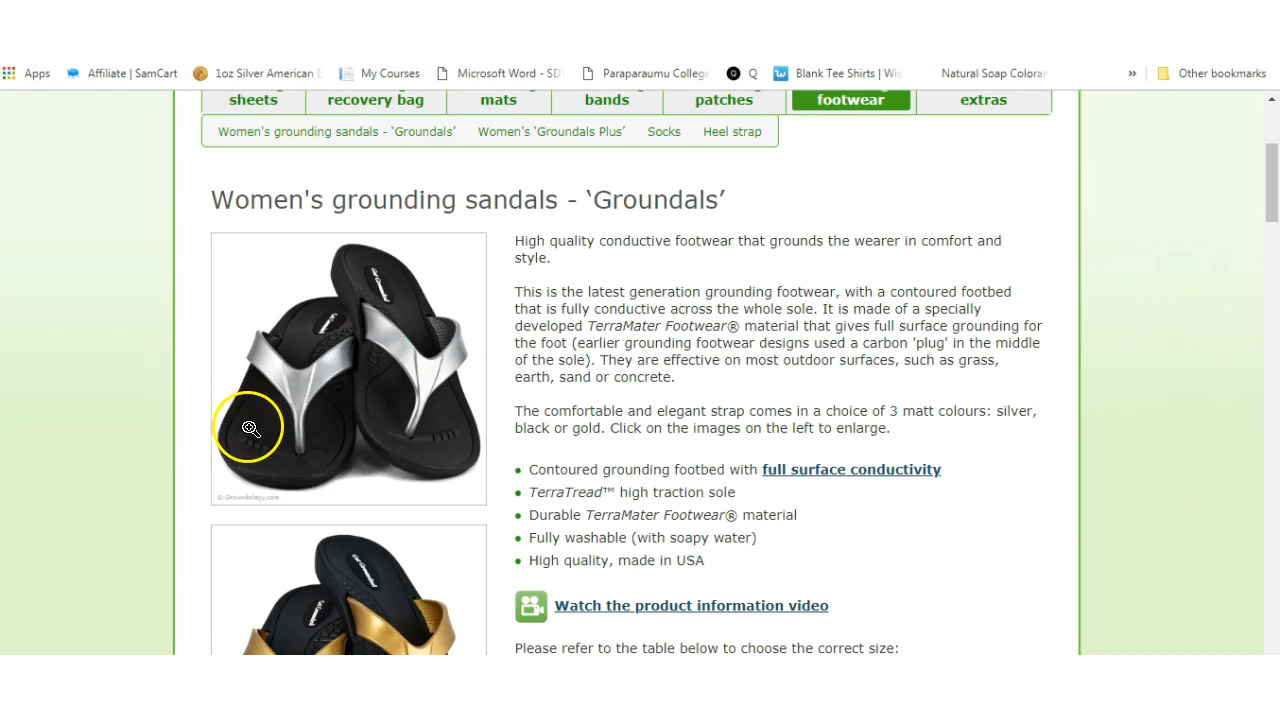 Apps Affiliate | SamCart 1oz Silver American E My Courses Microsoft Word - SD Paraparaumu College Q Blank Tee Shirts | Wis Natural Soap Coloran » Other bookmarks
sheets recovery bag mats bands patches footwear extras
Women's grounding sandals - ‘Groundals’ Women's ‘Groundals Plus’ Socks Heel strap
Women's grounding sandals - ‘Groundals’
High quality conductive footwear that grounds the wearer in comfort and
style.
This is the latest generation grounding footwear, with a contoured footbed
that is fully conductive across the whole sole. It is made of a specially
developed TerraMater Footwear® material that gives full surface grounding for
the foot (earlier grounding footwear designs used a carbon 'plug' in the middle
of the sole). They are effective on most outdoor surfaces, such as grass,
earth, sand or concrete.
The comfortable and elegant strap comes in a choice of 3 matt colours: silver,
black or gold. Click on the images on the left to enlarge.
• Contoured grounding footbed with full surface conductivity
• TerraTread™ high traction sole
• Durable TerraMater Footwear® material
• Fully washable (with soapy water)
• High quality, made in USA
Watch the product information video
Please refer to the table below to choose the correct size:
Get Grounded
Get Grounded
© Groundology.com
Get Grounded
Get Grounded